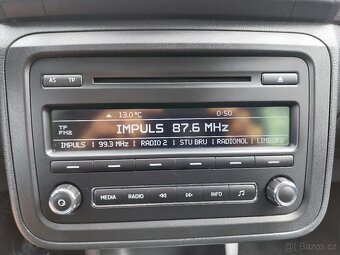 AS TP
13.0°C 0:50
TP
FM2
IMPULS 87.6 MHz
IMPULS | 99.3 MHz | RADIO 2 | STU BRU | RADIOMOL | LIMBURG
MEDIA RADIO INFO
bazos.cz